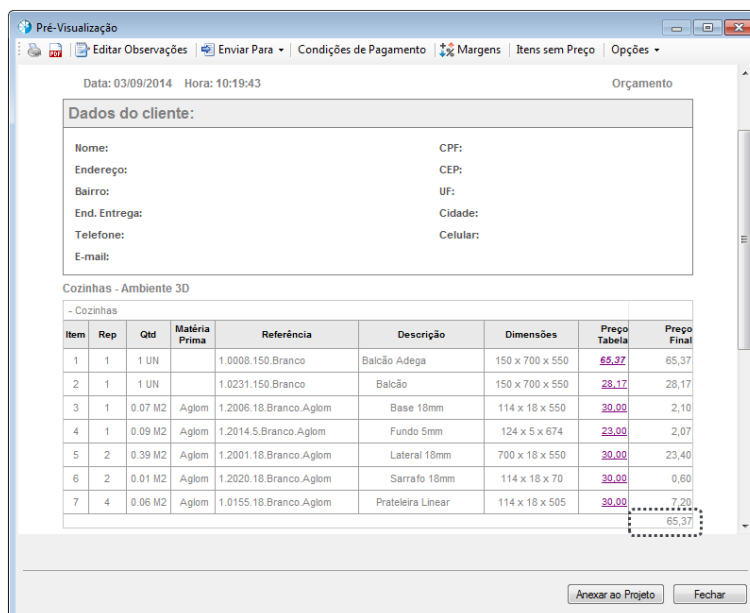 Pré-Visualização
Editar Observações Enviar Para Condições de Pagamento Margens Itens sem Preço Opções
Data: 03/09/2014 Hora: 10:19:43 Orçamento
Dados do cliente:
Nome: CPF:
Endereço: CEP:
Bairro: UF:
End. Entrega: Cidade:
Telefone: Celular:
E-mail:
Cozinhas - Ambiente 3D
- Cozinhas
Item Rep Qtd Matéria Prima Referência Descrição Dimensões Preço Tabela Preço Final
1 1 1 UN 1.0008.150.Branco Balcão Adega 150 x 700 x 550 65,37 65,37
2 1 1 UN 1.0231.150.Branco Balcão 150 x 700 x 550 28,17 28,17
3 1 0.07 M2 Aglom 1.2006.18.Branco.Aglom Base 18mm 114 x 18 x 550 30,00 2,10
4 1 0.09 M2 Aglom 1.2014.5.Branco.Aglom Fundo 5mm 124 x 5 x 674 23,00 2,07
5 2 0.39 M2 Aglom 1.2001.18.Branco.Aglom Lateral 18mm 700 x 18 x 550 30,00 23,40
6 2 0.01 M2 Aglom 1.2020.18.Branco.Aglom Sarrafo 18mm 114 x 18 x 70 30,00 0,60
7 4 0.06 M2 Aglom 1.0155.18.Branco.Aglom Prateleira Linear 114 x 18 x 505 30,00 7,20
65,37
Anexar ao Projeto Fechar